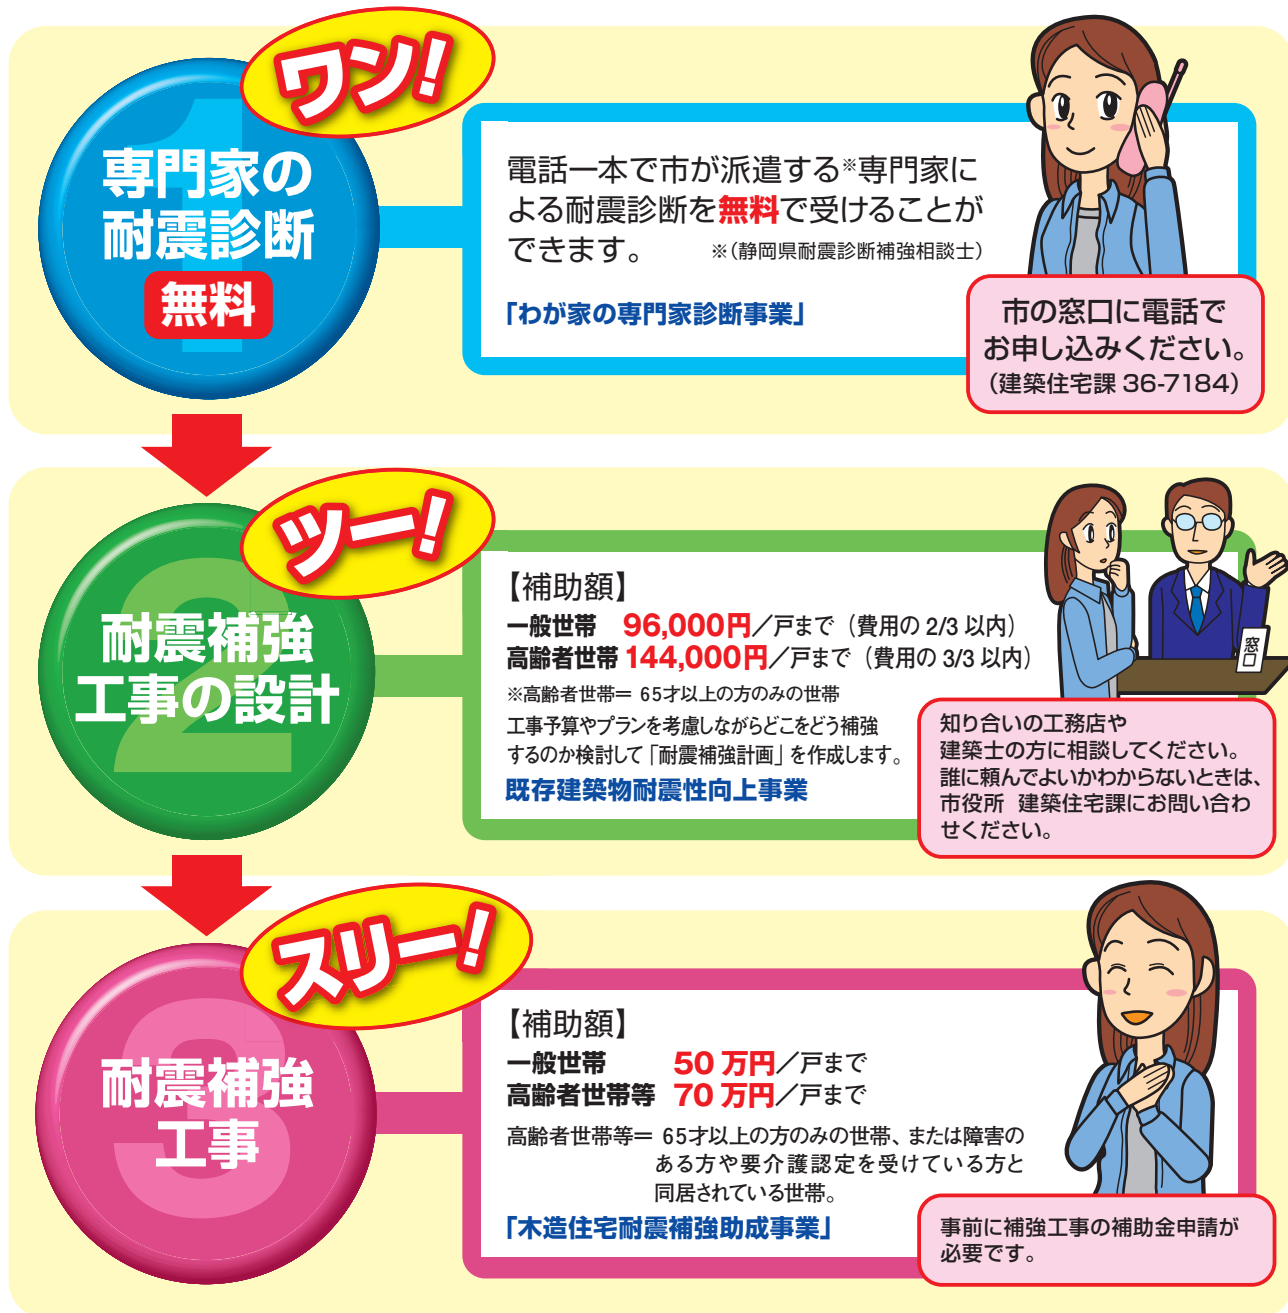 ワン!
1
専門家の
耐震診断
無料
電話一本で市が派遣する※専門家に
よる耐震診断を無料で受けることが
できます。 ※(静岡県耐震診断補強相談士)
「わが家の専門家診断事業」
市の窓口に電話で
お申し込みください。
(建築住宅課 36-7184)
ツー!
2
耐震補強
工事の設計
【補助額】
一般世帯 96,000円/戸まで(費用の 2/3 以内)
高齢者世帯 144,000円/戸まで(費用の 3/3 以内)
※高齢者世帯= 65才以上の方のみの世帯
工事予算やプランを考慮しながらどこをどう補強
するのか検討して「耐震補強計画」を作成します。
既存建築物耐震性向上事業
窓口
知り合いの工務店や
建築士の方に相談してください。
誰に頼んでよいかわからないときは、
市役所 建築住宅課にお問い合わ
せください。
スリー!
3
耐震補強
工事
【補助額】
一般世帯 50 万円/戸まで
高齢者世帯等 70 万円/戸まで
高齢者世帯等= 65才以上の方のみの世帯、または障害の
ある方や要介護認定を受けている方と
同居されている世帯。
「木造住宅耐震補強助成事業」
事前に補強工事の補助金申請が
必要です。